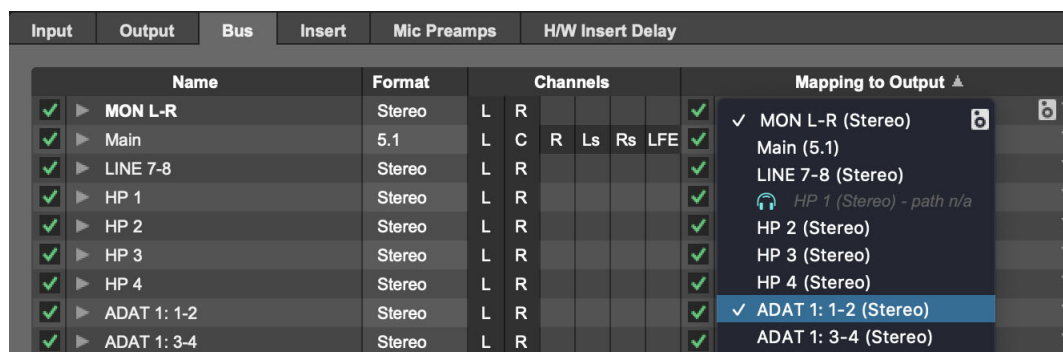 Input Output Bus Insert Mic Preamps H/W Insert Delay
Name Format Channels Mapping to Output
MON L-R Stereo L R MON L-R (Stereo)
Main 5.1 L C R Ls Rs LFE Main (5.1)
LINE 7-8 Stereo L R LINE 7-8 (Stereo)
HP 1 Stereo L R HP 1 (Stereo) - path n/a
HP 2 Stereo L R HP 2 (Stereo)
HP 3 Stereo L R HP 3 (Stereo)
HP 4 Stereo L R HP 4 (Stereo)
ADAT 1: 1-2 Stereo L R ADAT 1: 1-2 (Stereo)
ADAT 1: 3-4 Stereo L R ADAT 1: 3-4 (Stereo)